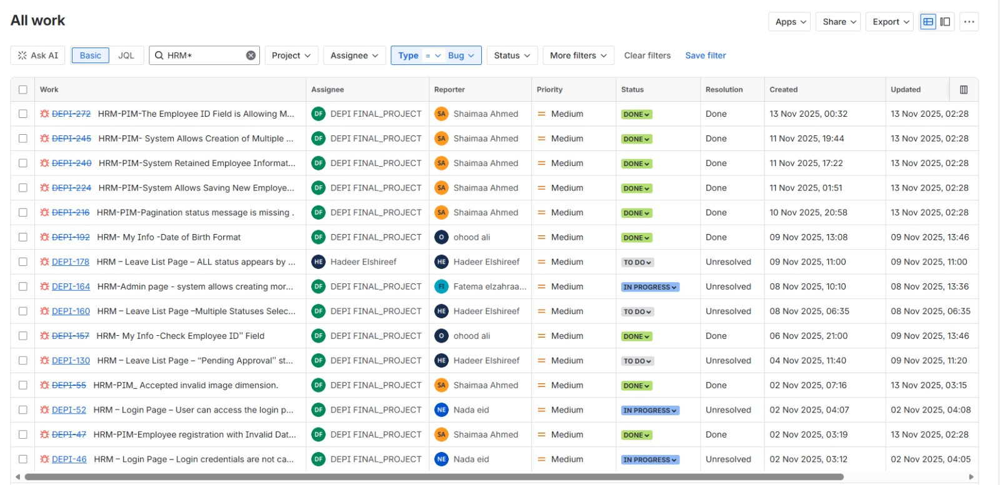 All work
Apps Share Export
Ask AI Basic JQL HRM* Project Assignee Type = Bug Status More filters Clear filters Save filter
Work Assignee Reporter Priority Status Resolution Created Updated
DEPI-272 HRM-PIM-The Employee ID Field is Allowing M... DF DEPI FINAL_PROJECT SA Shaimaa Ahmed Medium DONE Done 13 Nov 2025, 00:32 13 Nov 2025, 02:28
DEPI-245 HRM-PIM- System Allows Creation of Multiple ... DF DEPI FINAL_PROJECT SA Shaimaa Ahmed Medium DONE Done 11 Nov 2025, 19:44 13 Nov 2025, 02:28
DEPI-240 HRM-PIM-System Retained Employee Informat... DF DEPI FINAL_PROJECT SA Shaimaa Ahmed Medium DONE Done 11 Nov 2025, 17:22 13 Nov 2025, 02:28
DEPI-224 HRM-PIM-System Allows Saving New Employe... DF DEPI FINAL_PROJECT SA Shaimaa Ahmed Medium DONE Done 11 Nov 2025, 01:51 13 Nov 2025, 02:28
DEPI-216 HRM-PIM-Pagination status message is missing . DF DEPI FINAL_PROJECT SA Shaimaa Ahmed Medium DONE Done 10 Nov 2025, 20:58 13 Nov 2025, 02:28
DEPI-192 HRM- My Info -Date of Birth Format DF DEPI FINAL_PROJECT O ohood ali Medium DONE Done 09 Nov 2025, 13:08 09 Nov 2025, 13:46
DEPI-178 HRM – Leave List Page – ALL status appears by ... HE Hadeer Elshireef HE Hadeer Elshireef Medium TO DO Unresolved 09 Nov 2025, 11:00 09 Nov 2025, 11:00
DEPI-164 HRM-Admin page - system allows creating mor... DF DEPI FINAL_PROJECT FI Fatema elzahraa... Medium IN PROGRESS Unresolved 08 Nov 2025, 10:10 08 Nov 2025, 13:36
DEPI-160 HRM – Leave List Page –Multiple Statuses Selec... DF DEPI FINAL_PROJECT HE Hadeer Elshireef Medium TO DO Unresolved 08 Nov 2025, 06:35 08 Nov 2025, 06:35
DEPI-157 HRM- My Info -Check Employee ID” Field DF DEPI FINAL_PROJECT O ohood ali Medium DONE Done 06 Nov 2025, 21:00 09 Nov 2025, 13:46
DEPI-130 HRM – Leave List Page – “Pending Approval” st... DF DEPI FINAL_PROJECT HE Hadeer Elshireef Medium TO DO Unresolved 04 Nov 2025, 11:40 09 Nov 2025, 11:20
DEPI-55 HRM-PIM_ Accepted invalid image dimension. DF DEPI FINAL_PROJECT SA Shaimaa Ahmed Medium DONE Done 02 Nov 2025, 07:16 13 Nov 2025, 03:15
DEPI-52 HRM – Login Page – User can access the login p... DF DEPI FINAL_PROJECT NE Nada eid Medium IN PROGRESS Unresolved 02 Nov 2025, 04:07 02 Nov 2025, 04:08
DEPI-47 HRM-PIM-Employee registration with Invalid Dat... DF DEPI FINAL_PROJECT SA Shaimaa Ahmed Medium DONE Done 02 Nov 2025, 03:19 13 Nov 2025, 02:28
DEPI-46 HRM – Login Page – Login credentials are not ca... DF DEPI FINAL_PROJECT NE Nada eid Medium IN PROGRESS Unresolved 02 Nov 2025, 03:12 02 Nov 2025, 04:05